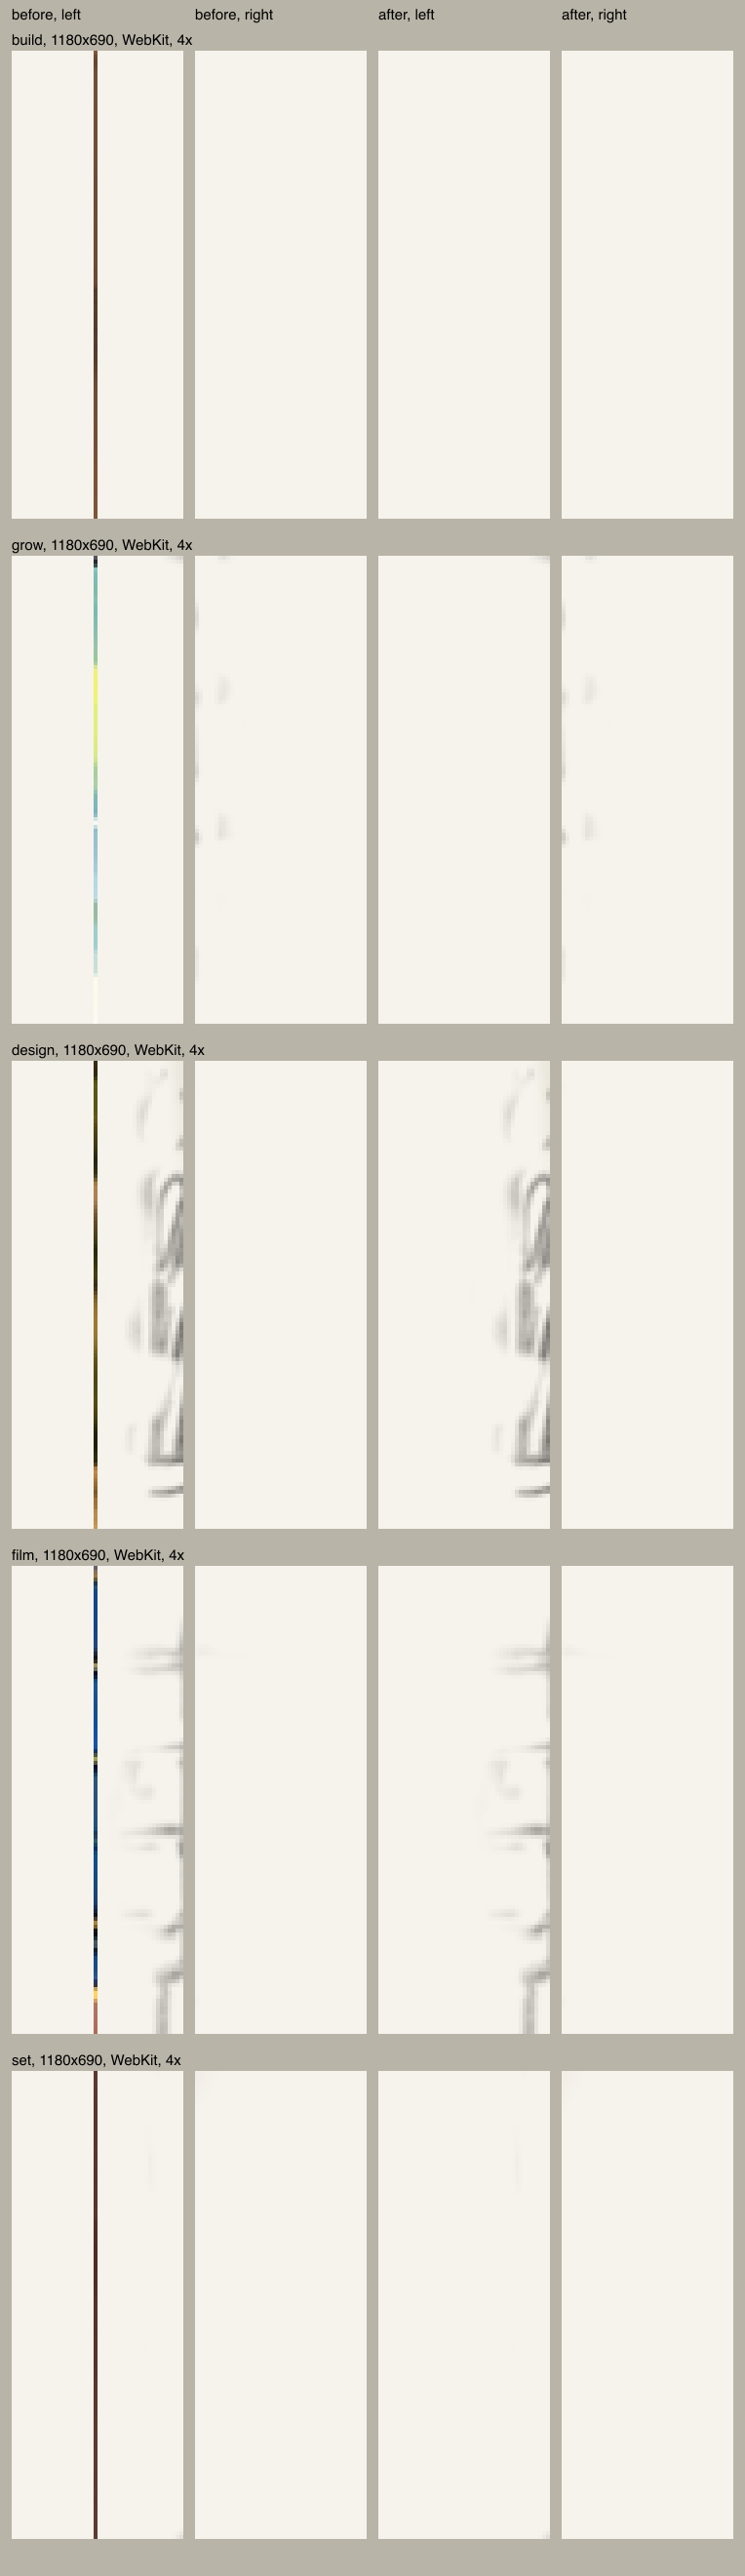 before, left before, right after, left after, right
build, 1180x690, WebKit, 4x
grow, 1180x690, WebKit, 4x
design, 1180x690, WebKit, 4x
film, 1180x690, WebKit, 4x
set, 1180x690, WebKit, 4x